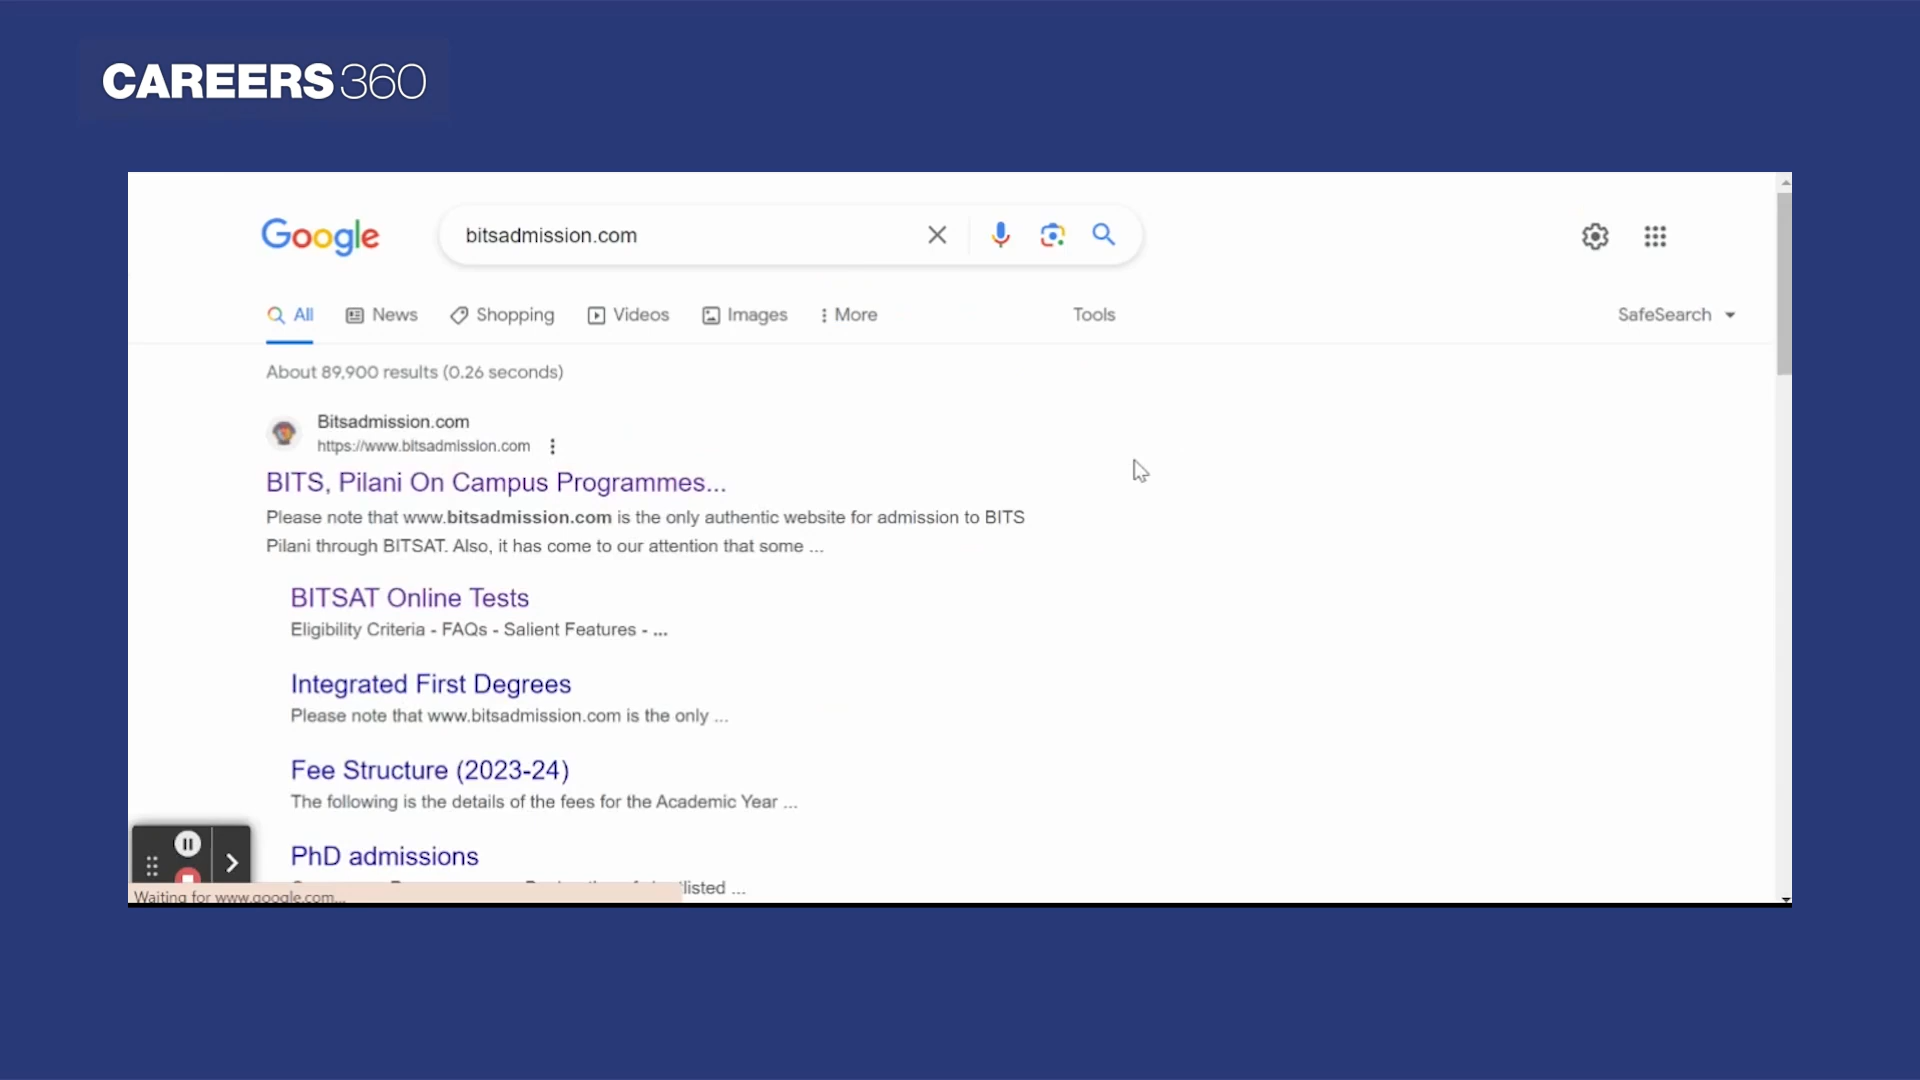 CAREERS360
Google
bitsadmission.com
All News Shopping Videos Images More Tools SafeSearch
About 89,900 results (0.26 seconds)
Bitsadmission.com
https://www.bitsadmission.com
BITS, Pilani On Campus Programmes...
Please note that www.bitsadmission.com is the only authentic website for admission to BITS
Pilani through BITSAT. Also, it has come to our attention that some ...
BITSAT Online Tests
Eligibility Criteria - FAQs - Salient Features - ...
Integrated First Degrees
Please note that www.bitsadmission.com is the only ...
Fee Structure (2023-24)
The following is the details of the fees for the Academic Year ...
PhD admissions
Waiting for www.google.com...